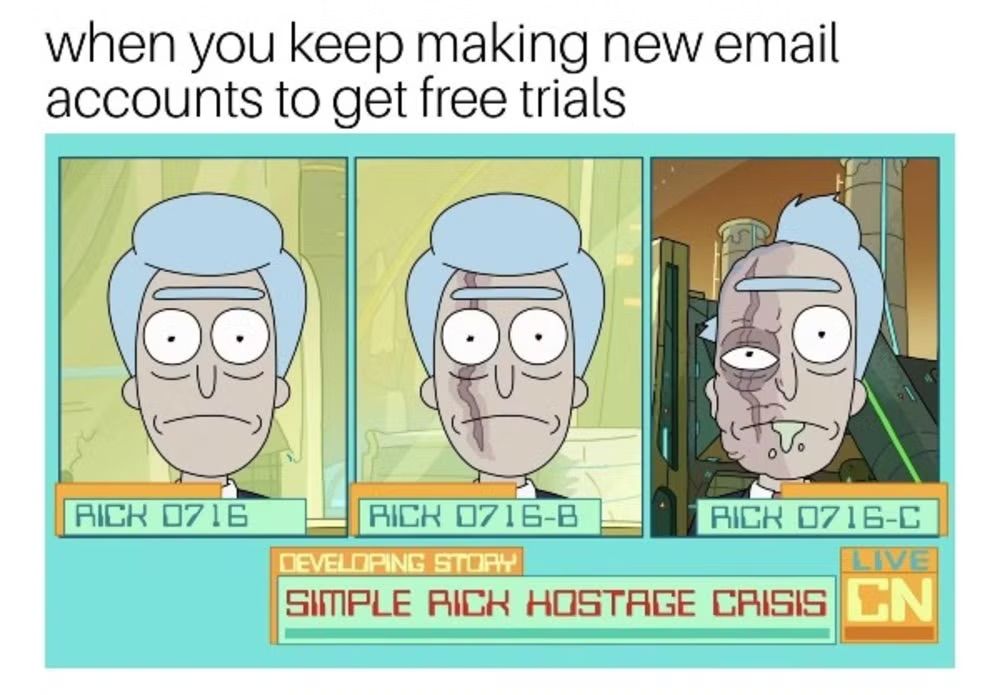 when you keep making new email
accounts to get free trials
RICK 0716
RICK 0716-B
RICK 0716-C
DEVELOPING STORY
LIVE
SIMPLE RICK HOSTAGE CRISIS
CN